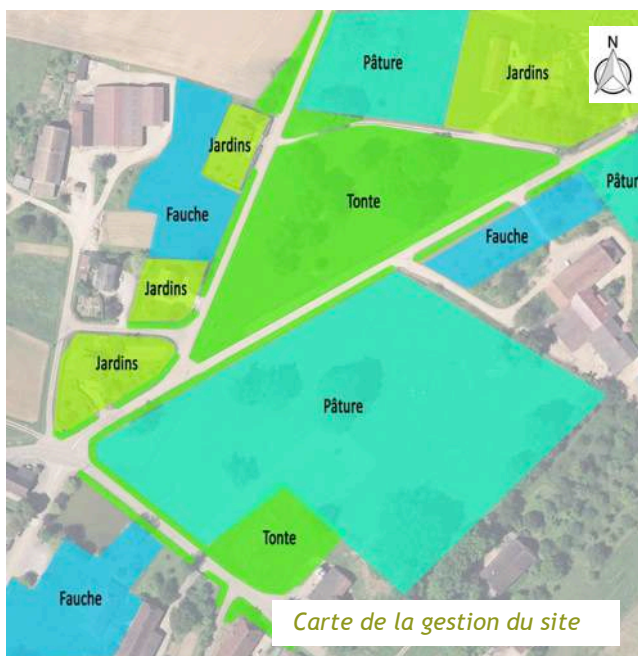 N
Pâture
Jardins
Jardins
Pâtur
Tonte
Fauche
Fauche
Jardins
Jardins
Pâture
Tonte
Fauche
Carte de la gestion du site